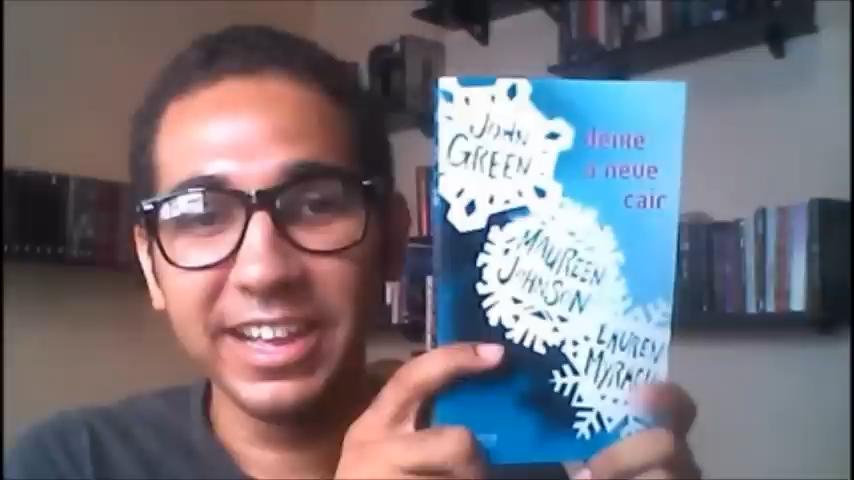 JOHN
GREEN
deixe
a neve
cair
MAUREEN
JOHNSON
LAUREN
MYRACLE